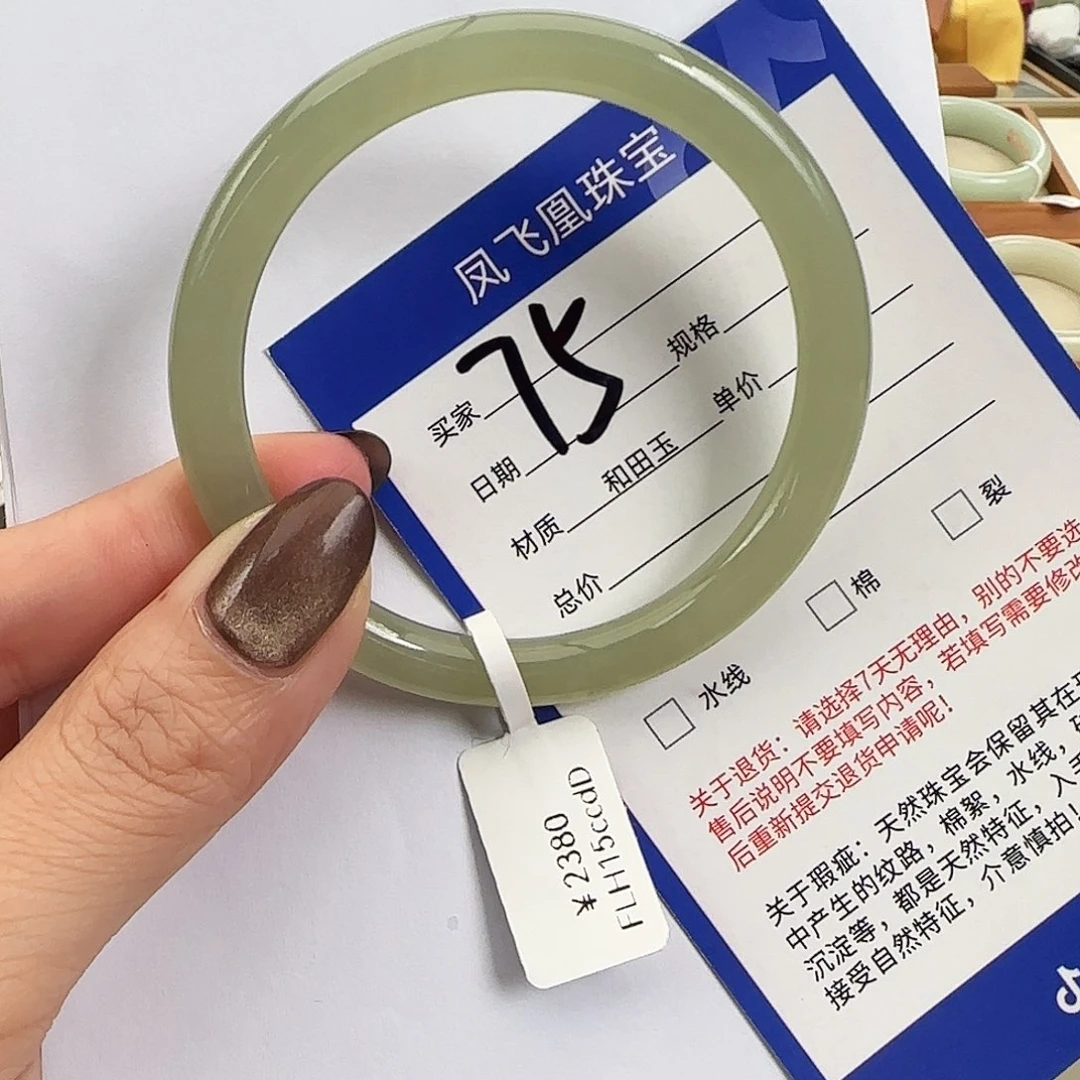 凤飞凰珠宝
买家
75
规格
日期
单价
材质 和田玉
总价
水线
棉
裂
关于退货：请选择7天无理由，别的不要选
售后说明不要填写内容，若填写需要修改
后重新提交退货申请呢！
关于瑕疵：天然珠宝会保留其在
中产生的纹路，棉絮，水线，
沉淀等，都是天然特征，入手
接受自然特征，介意慎拍！
¥2380
FLH15cccdD